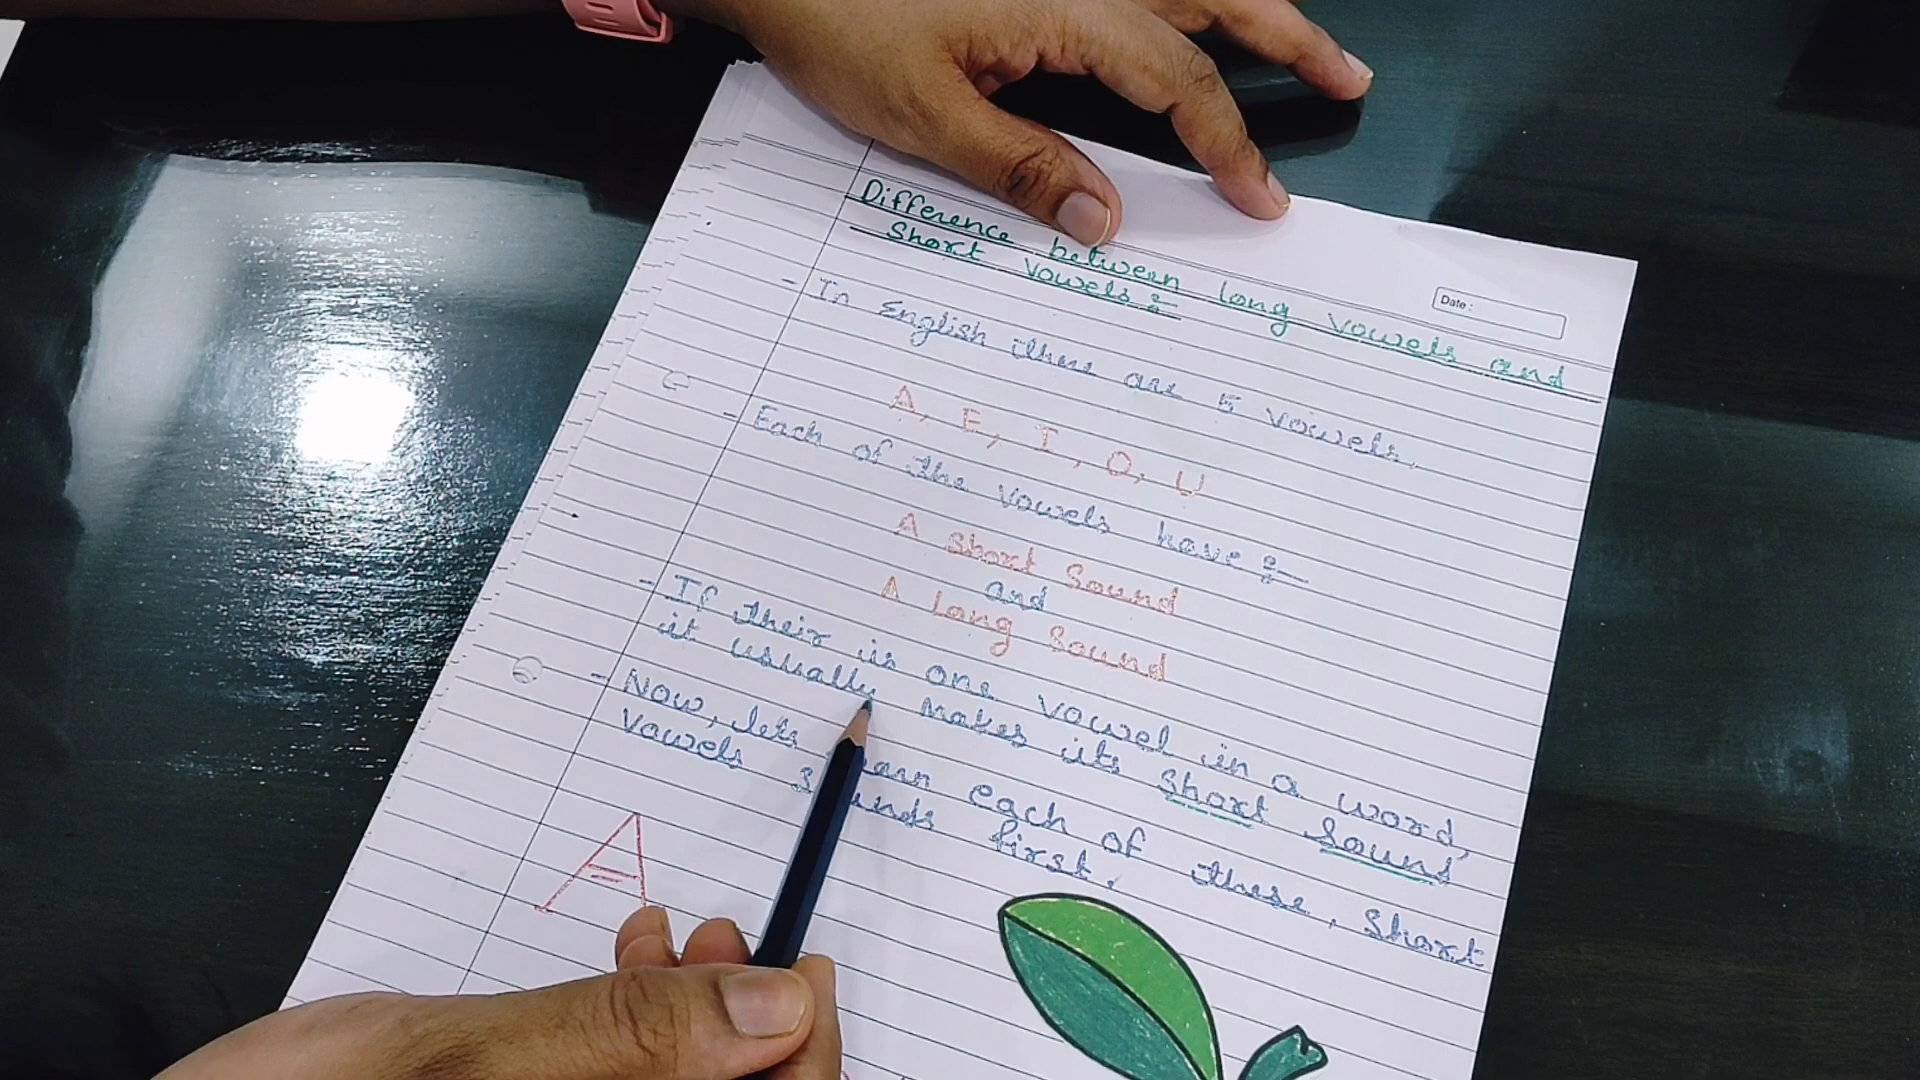 Difference between long vowels and
Short vowels :-
Date :
- In English there are 5 vowels.
A, E, I, O, U
- Each of the vowels have :-
A Short Sound
and
A long Sound
- If their is one vowel in a word,
it usually makes its Short Sound
- Now, lets learn each of these, Short
vowels sounds first.
A